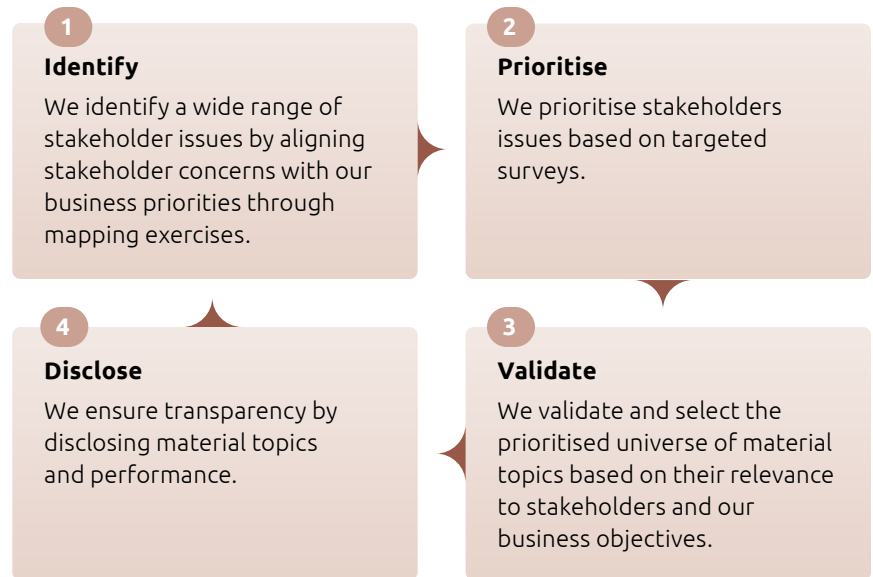 1
Identify
We identify a wide range of
stakeholder issues by aligning
stakeholder concerns with our
business priorities through
mapping exercises.
2
Prioritise
We prioritise stakeholders
issues based on targeted
surveys.
3
Validate
We validate and select the
prioritised universe of material
topics based on their relevance
to stakeholders and our
business objectives.
4
Disclose
We ensure transparency by
disclosing material topics
and performance.